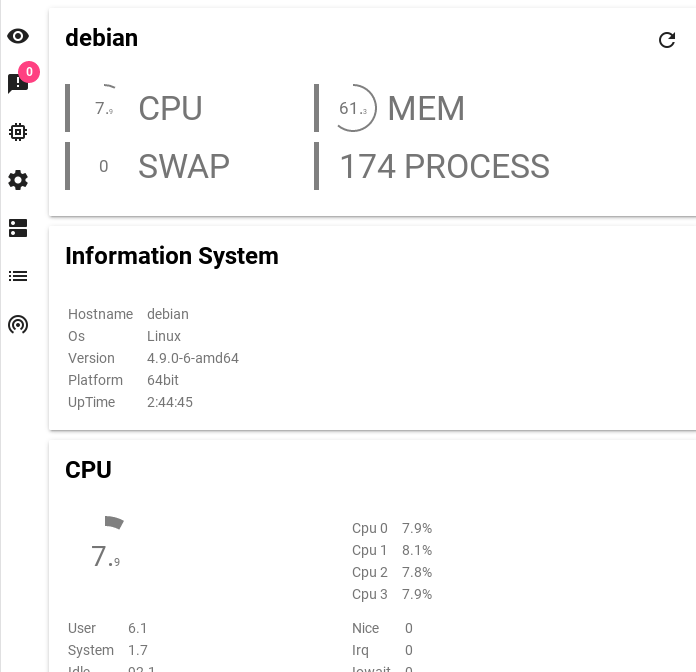 debian
0
7.9 CPU
61.3 MEM
0 SWAP
174 PROCESS
Information System
Hostname debian
Os Linux
Version 4.9.0-6-amd64
Platform 64bit
UpTime 2:44:45
CPU
7.9
Cpu 0 7.9%
Cpu 1 8.1%
Cpu 2 7.8%
Cpu 3 7.9%
User 6.1
Nice 0
System 1.7
Irq 0
Idle 92.1
Iowait 0